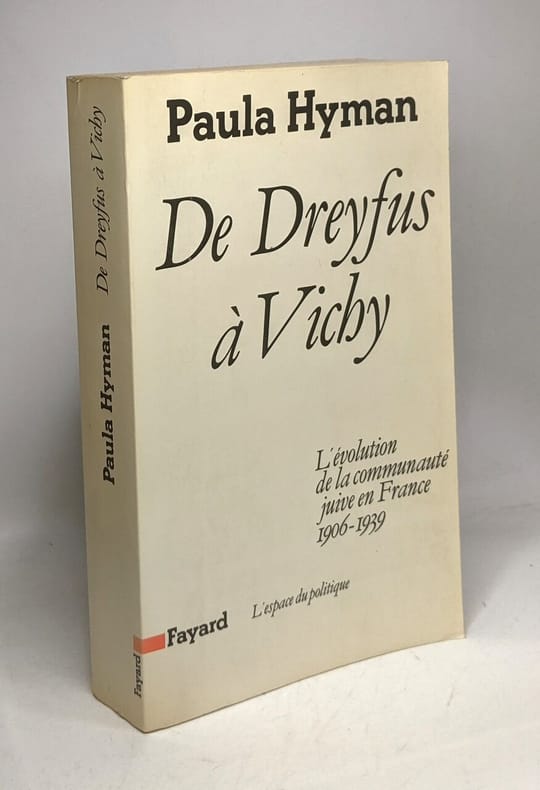 Paula Hyman
De Dreyfus
à Vichy
L'évolution
de la communauté
juive en France
1906-1939
L'espace du politique
Fayard
De Dreyfus à Vichy
Paula Hyman
Fayard